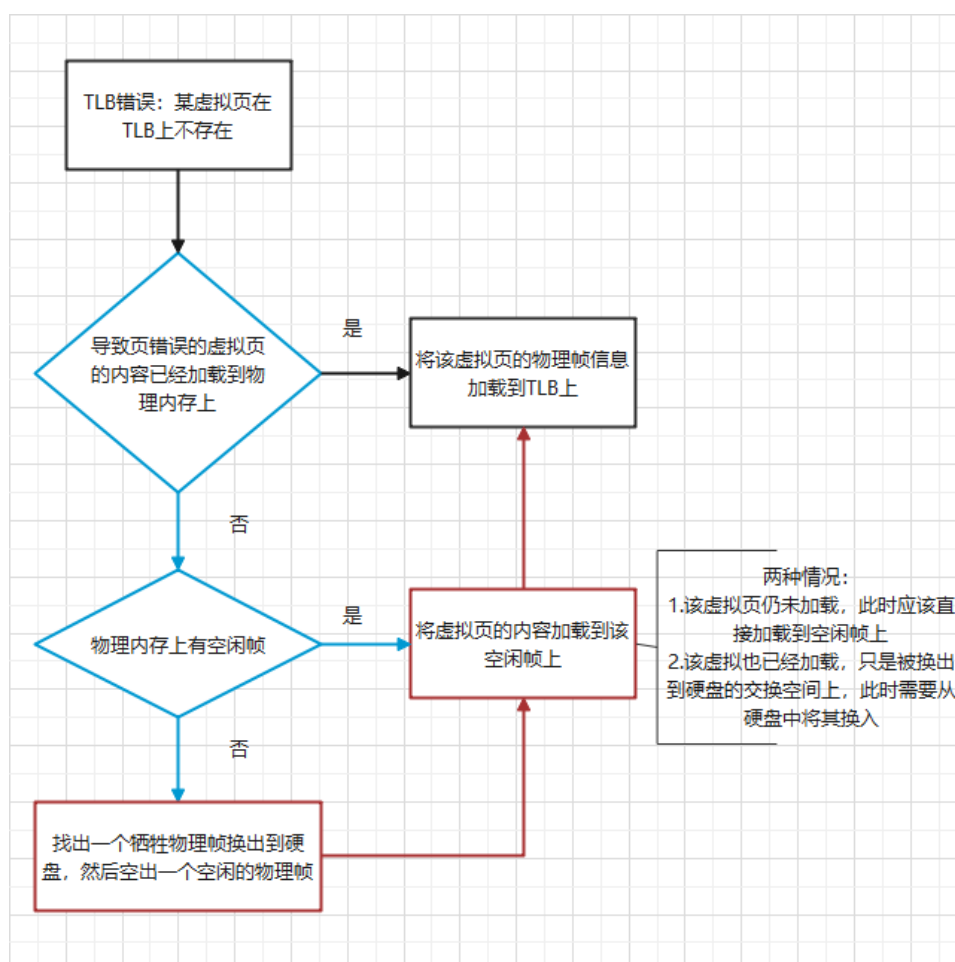 TLB错误：某虚拟页在
TLB上不存在
导致页错误的虚拟页
的内容已经加载到物
理内存上
是
将该虚拟页的物理帧信息
加载到TLB上
否
物理内存上有空闲帧
是
将虚拟页的内容加载到该
空闲帧上
两种情况：
1.该虚拟页仍未加载，此时应该直
接加载到空闲帧上
2.该虚拟也已经加载，只是被换出
到硬盘的交换空间上，此时需要从
硬盘中将其换入
否
找出一个牺牲物理帧换出到硬
盘，然后空出一个空闲的物理帧